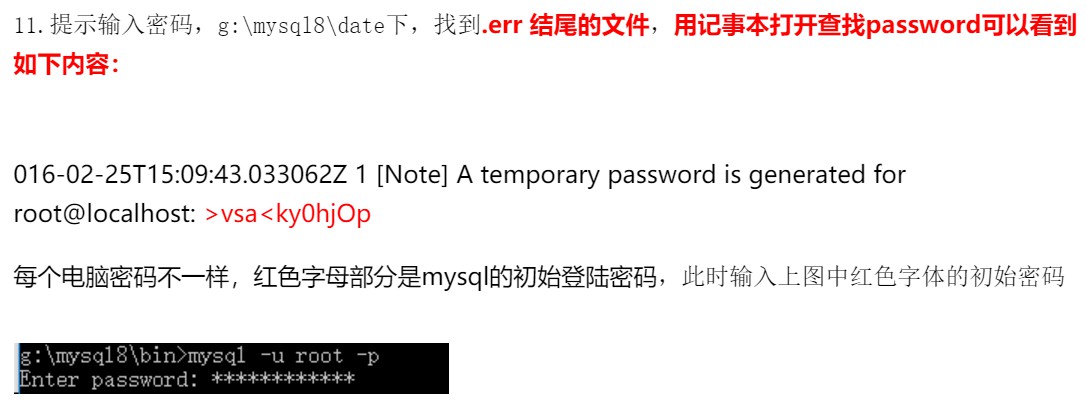 11.提示输入密码，g:\mysql8\date下，找到.err 结尾的文件，用记事本打开查找password可以看到
如下内容：
016-02-25T15:09:43.033062Z 1 [Note] A temporary password is generated for
root@localhost: >vsa<ky0hjOp
每个电脑密码不一样，红色字母部分是mysql的初始登陆密码，此时输入上图中红色字体的初始密码
g:\mysql8\bin>mysql -u root -p
Enter password: ************